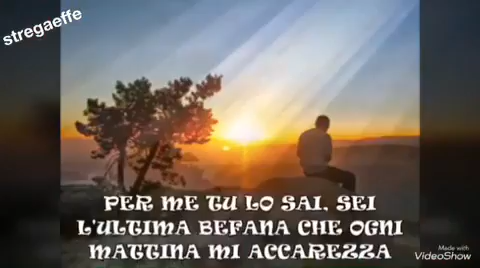 stregaeffe
PER ME TU LO SAI, SEI
L'ULTIMA BEFANA CHE OGNI
MATTINA MI ACCAREZZA
Made with
VideoShow